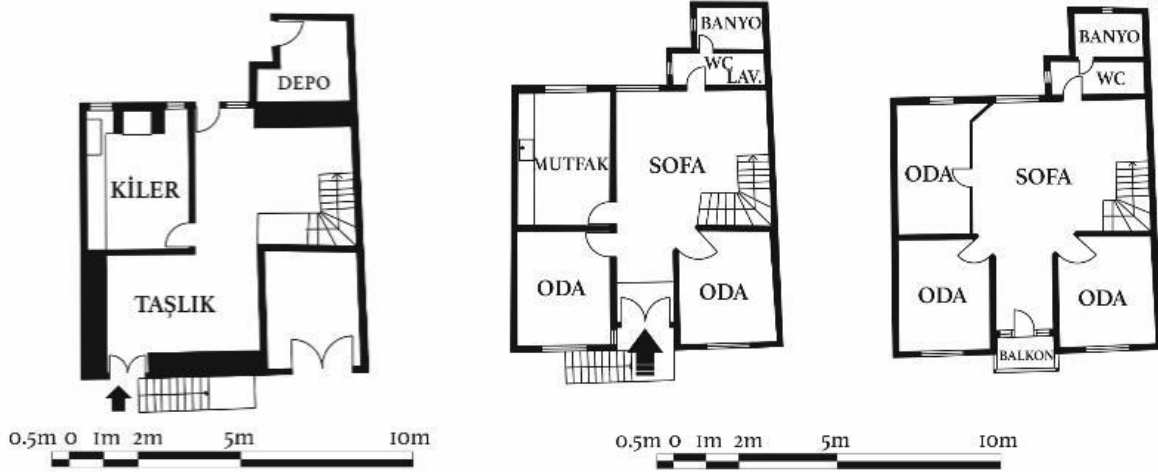 DEPO
KİLER
TAŞLIK
0.5m 0 1m 2m 5m 10m
BANYO
WC
LAV.
MUTFAK
SOFA
ODA
ODA
BANYO
WC
ODA
SOFA
ODA
ODA
BALKON
0.5m 0 1m 2m 5m 10m